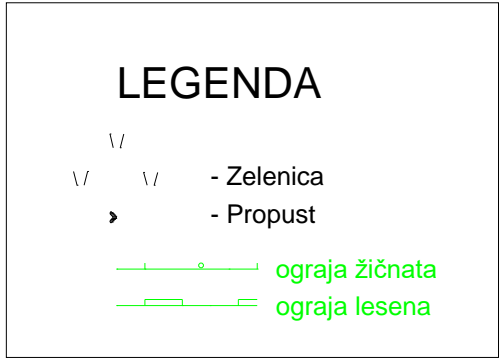 LEGENDA
- Zelenica
- Propust
ograja žičnata
ograja lesena